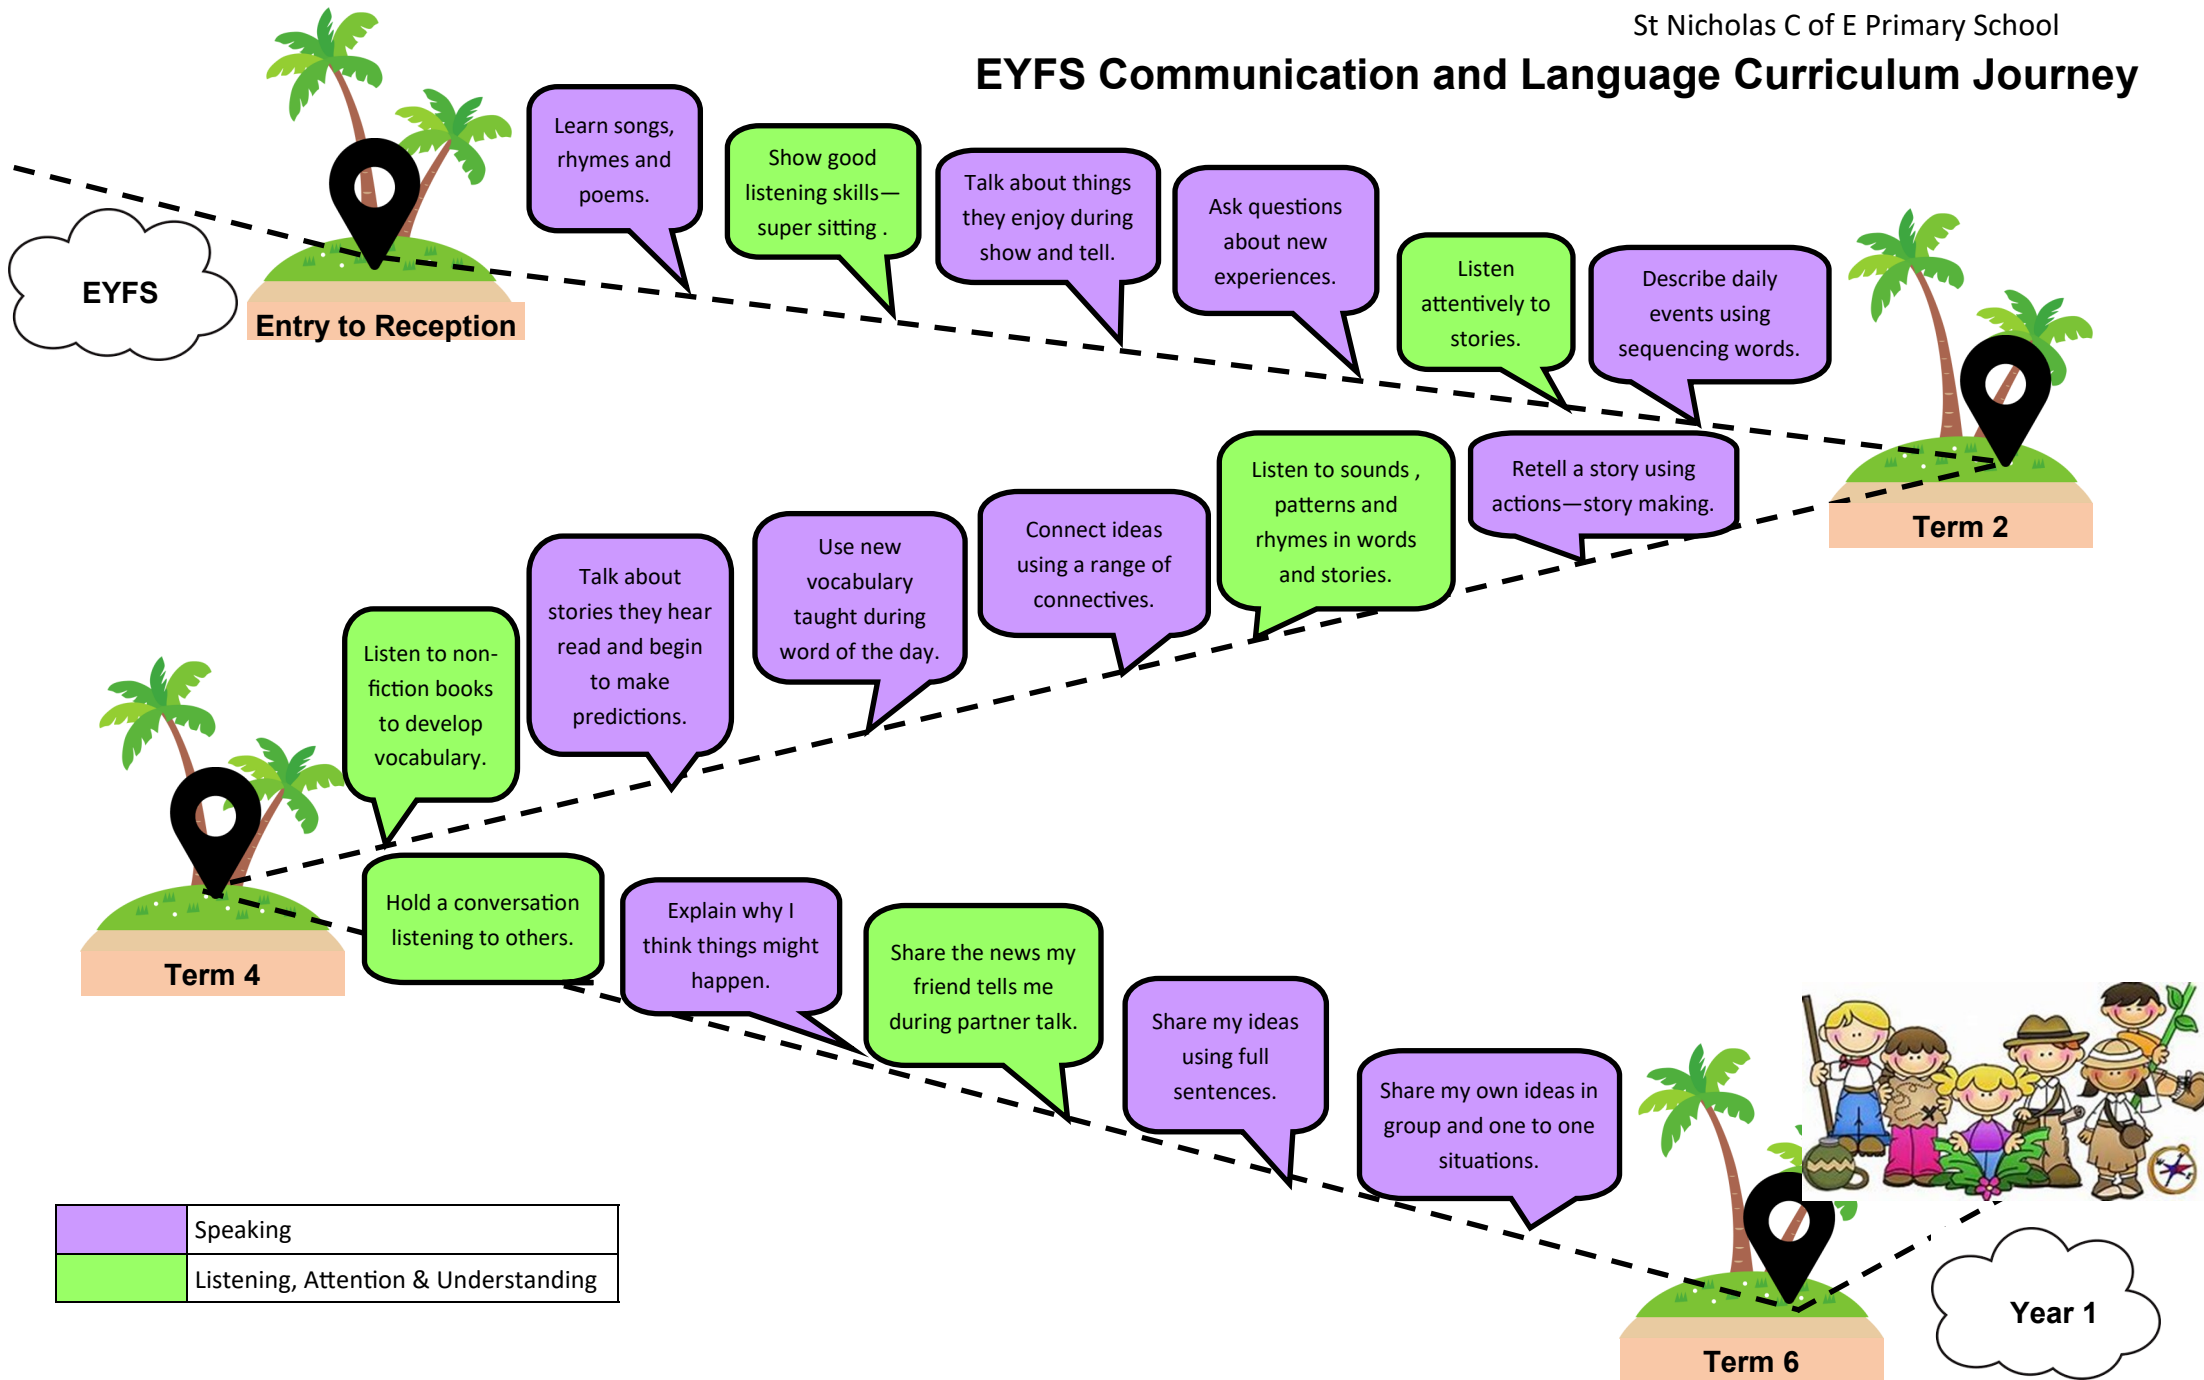 St Nicholas C of E Primary School
EYFS Communication and Language Curriculum Journey
EYFS
Entry to Reception
Learn songs,
rhymes and
poems.
Show good
listening skills—
super sitting .
Talk about things
they enjoy during
show and tell.
Ask questions
about new
experiences.
Listen
attentively to
stories.
Describe daily
events using
sequencing words.
Term 2
Retell a story using
actions—story making.
Listen to sounds ,
patterns and
rhymes in words
and stories.
Connect ideas
using a range of
connectives.
Use new
vocabulary
taught during
word of the day.
Talk about
stories they hear
read and begin
to make
predictions.
Listen to non-
fiction books
to develop
vocabulary.
Term 4
Hold a conversation
listening to others.
Explain why I
think things might
happen.
Share the news my
friend tells me
during partner talk.
Share my ideas
using full
sentences.
Share my own ideas in
group and one to one
situations.
Term 6
Year 1
Speaking
Listening, Attention & Understanding